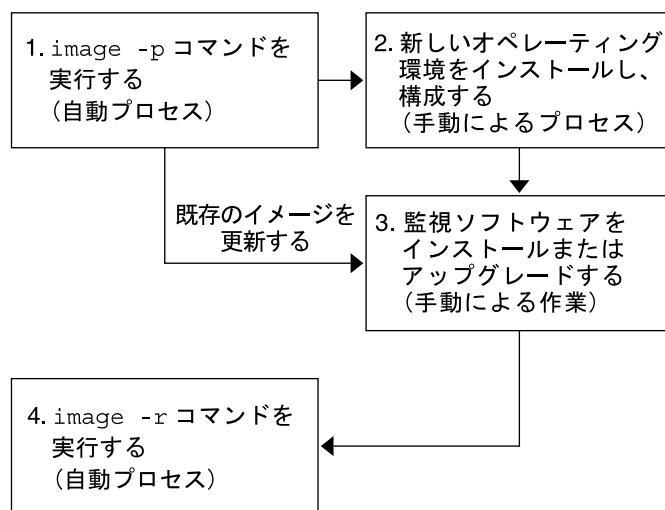 1. image -p コマンドを
実行する
(自動プロセス)
2. 新しいオペレーティング
環境をインストールし、
構成する
(手動によるプロセス)
既存のイメージを
更新する
3. 監視ソフトウェアを
インストールまたは
アップグレードする
(手動による作業)
4. image -r コマンドを
実行する
(自動プロセス)